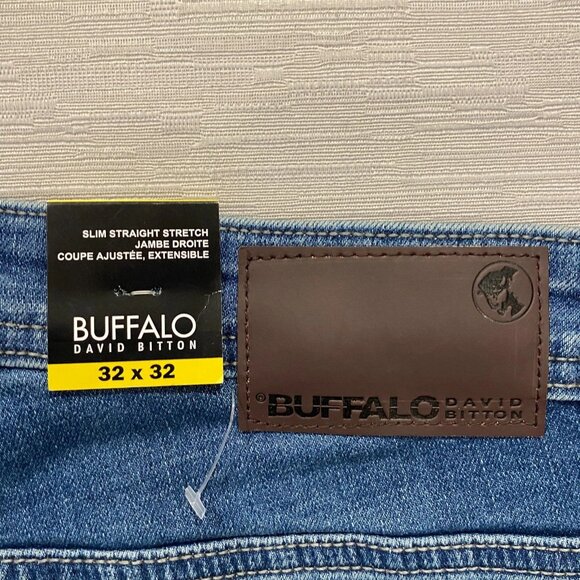 SLIM STRAIGHT STRETCH
JAMBE DROITE
COUPE AJUSTÉE, EXTENSIBLE
BUFFALO
DAVID BITTON
32 x 32
®BUFFALO DAVID
BITTON